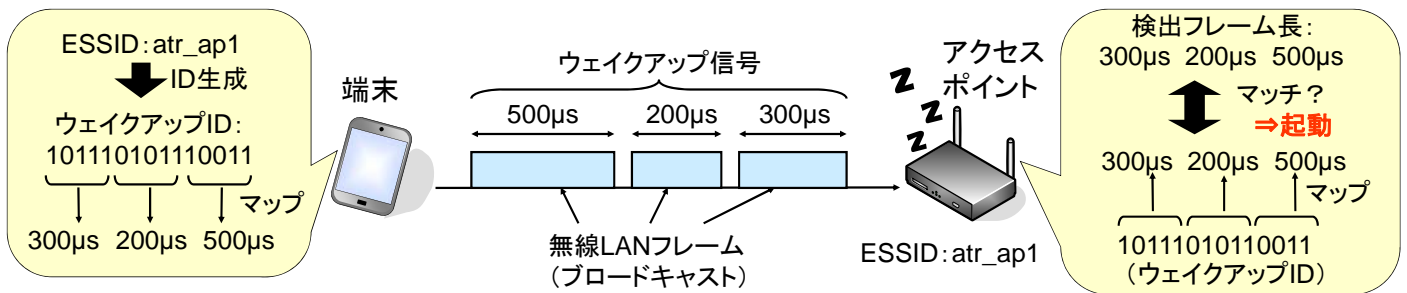 ESSID:atr_ap1
ID生成
ウェイクアップID:
10111010111​0011
マップ
300μs 200μs 500μs
端末
ウェイクアップ信号
500μs 200μs 300μs
無線LANフレーム
(ブロードキャスト)
z
z
z
アクセス
ポイント
ESSID:atr_ap1
検出フレーム長:
300μs 200μs 500μs
マッチ?
⇒起動
300μs 200μs 500μs
マップ
101110101​10011
(ウェイクアップID)